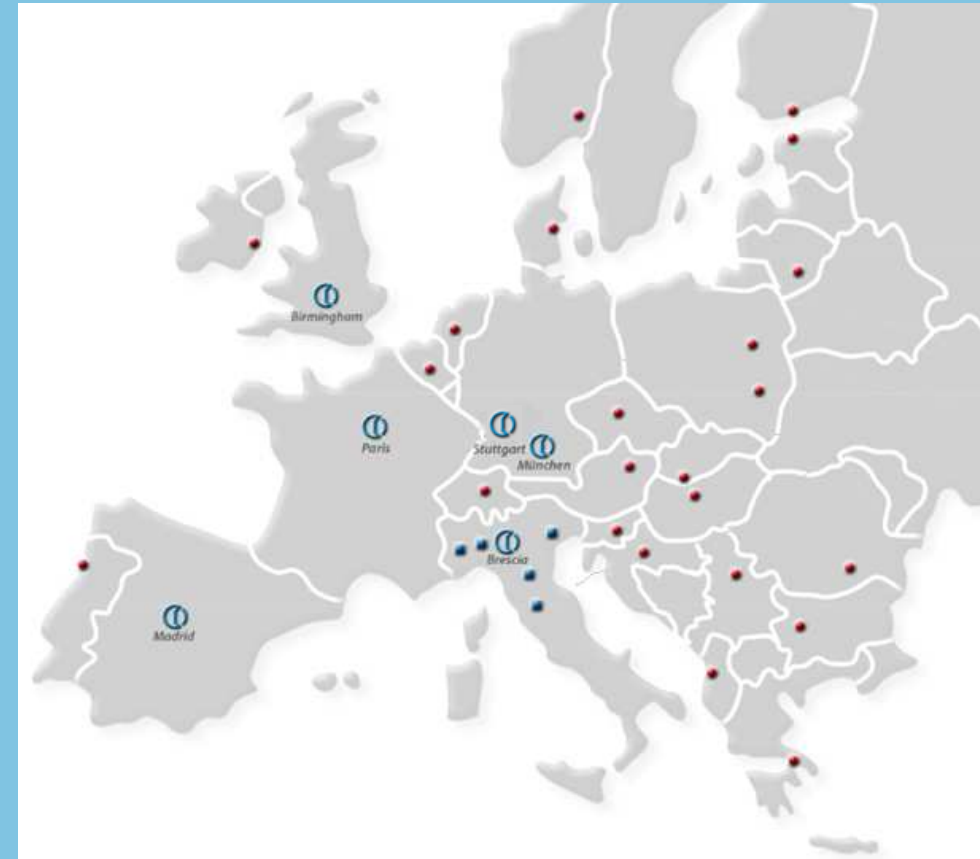 Birmingham
Paris
Stuttgart
München
Brescia
Madrid